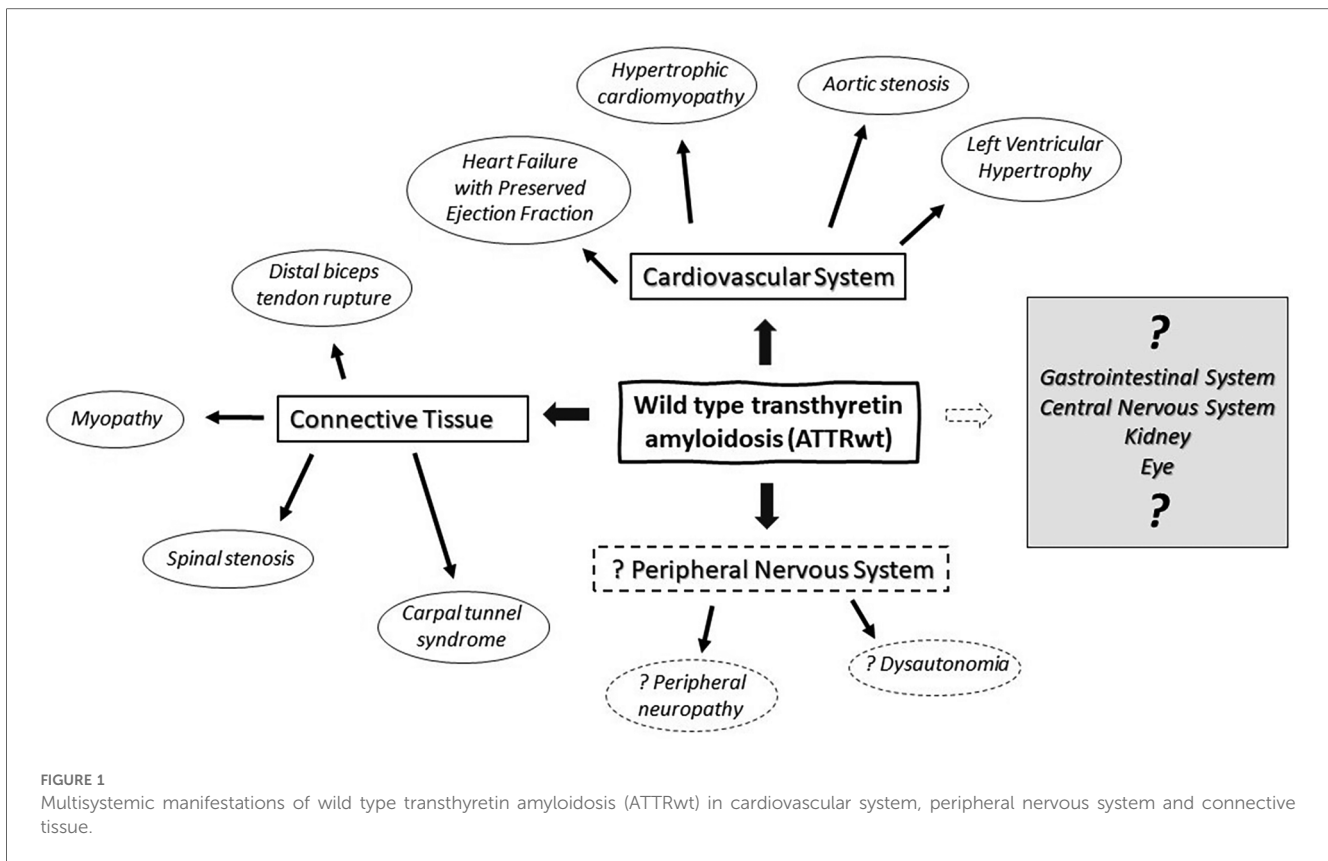 Hypertrophic
cardiomyopathy
Aortic stenosis
Heart Failure
with Preserved
Ejection Fraction
Left Ventricular
Hypertrophy
Cardiovascular System
Distal biceps
tendon rupture
Myopathy
Connective Tissue
Wild type transthyretin
amyloidosis (ATTRwt)
?
Gastrointestinal System
Central Nervous System
Kidney
Eye
?
Spinal stenosis
Carpal tunnel
syndrome
? Peripheral Nervous System
? Peripheral
neuropathy
? Dysautonomia
FIGURE 1
Multisystemic manifestations of wild type transthyretin amyloidosis (ATTRwt) in cardiovascular system, peripheral nervous system and connective
tissue.